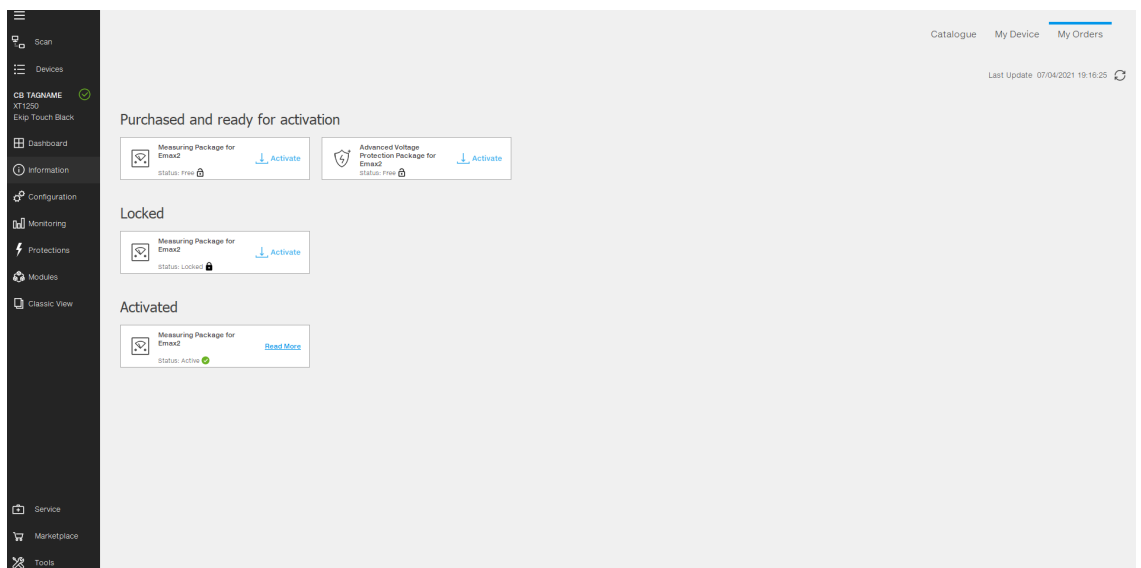 Scan
Devices
CB TAGNAME
XT1250
Ekip Touch Black
Dashboard
Information
Configuration
Monitoring
Protections
Modules
Classic View
Service
Marketplace
Tools
Catalogue My Device My Orders
Last Update 07/04/2021 19:16:25
Purchased and ready for activation
Measuring Package for
Emax2
Activate
Status: Free
Advanced Voltage
Protection Package for
Emax2
Activate
Status: Free
Locked
Measuring Package for
Emax2
Activate
Status: Locked
Activated
Measuring Package for
Emax2
Read More
Status: Active